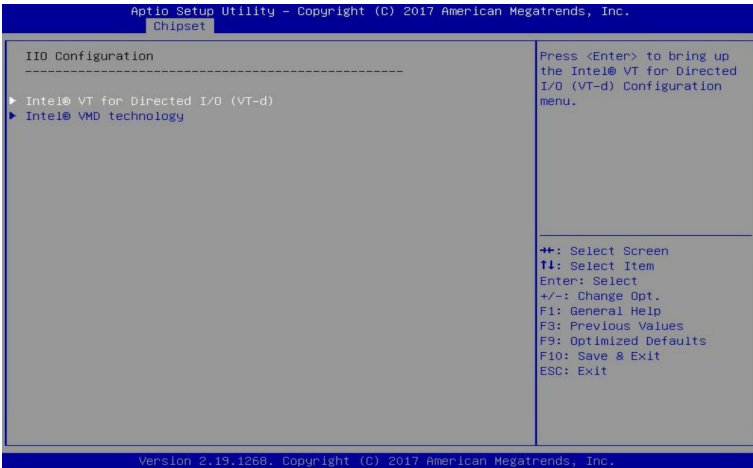 Aptio Setup Utility – Copyright (C) 2017 American Megatrends, Inc.
Chipset
IIO Configuration
--------------------------------------------------
▶ Intel® VT for Directed I/O (VT-d)
▶ Intel® VMD technology
Press <Enter> to bring up
the Intel® VT for Directed
I/O (VT-d) Configuration
menu.
→←: Select Screen
↑↓: Select Item
Enter: Select
+/-: Change Opt.
F1: General Help
F3: Previous Values
F9: Optimized Defaults
F10: Save & Exit
ESC: Exit
Version 2.19.1268. Copyright (C) 2017 American Megatrends, Inc.